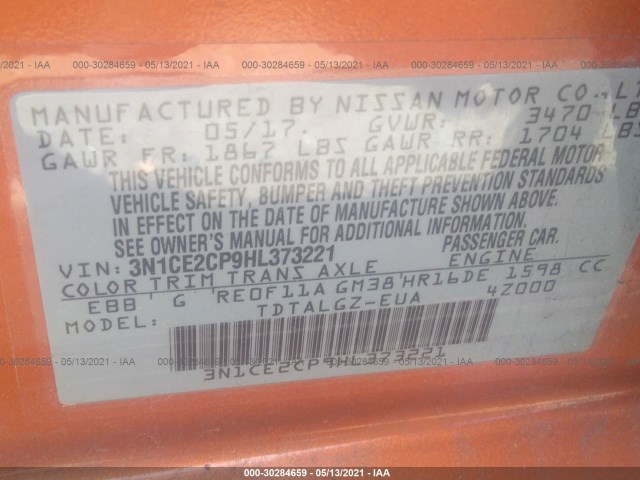 000-30284659 - 05/13/2021 - IAA
MANUFACTURED BY NISSAN MOTOR CO., LT
DATE: 05/17. GVWR: 3470 LB
GAWR FR: 1867 LBS GAWR RR: 1704 LBS
THIS VEHICLE CONFORMS TO ALL APPLICABLE FEDERAL MOTOR
VEHICLE SAFETY, BUMPER AND THEFT PREVENTION STANDARDS
IN EFFECT ON THE DATE OF MANUFACTURE SHOWN ABOVE.
SEE OWNER'S MANUAL FOR ADDITIONAL INFORMATION.
VIN: 3N1CE2CP9HL373221 PASSENGER CAR.
COLOR TRIM TRANS AXLE ENGINE
EBB G RE0F11A GM38 HR16DE 1598 CC
MODEL: TDTALGZ-EUA 4Z000
3N1CE2CP9HL373221
000-30284659 - 05/13/2021 - IAA